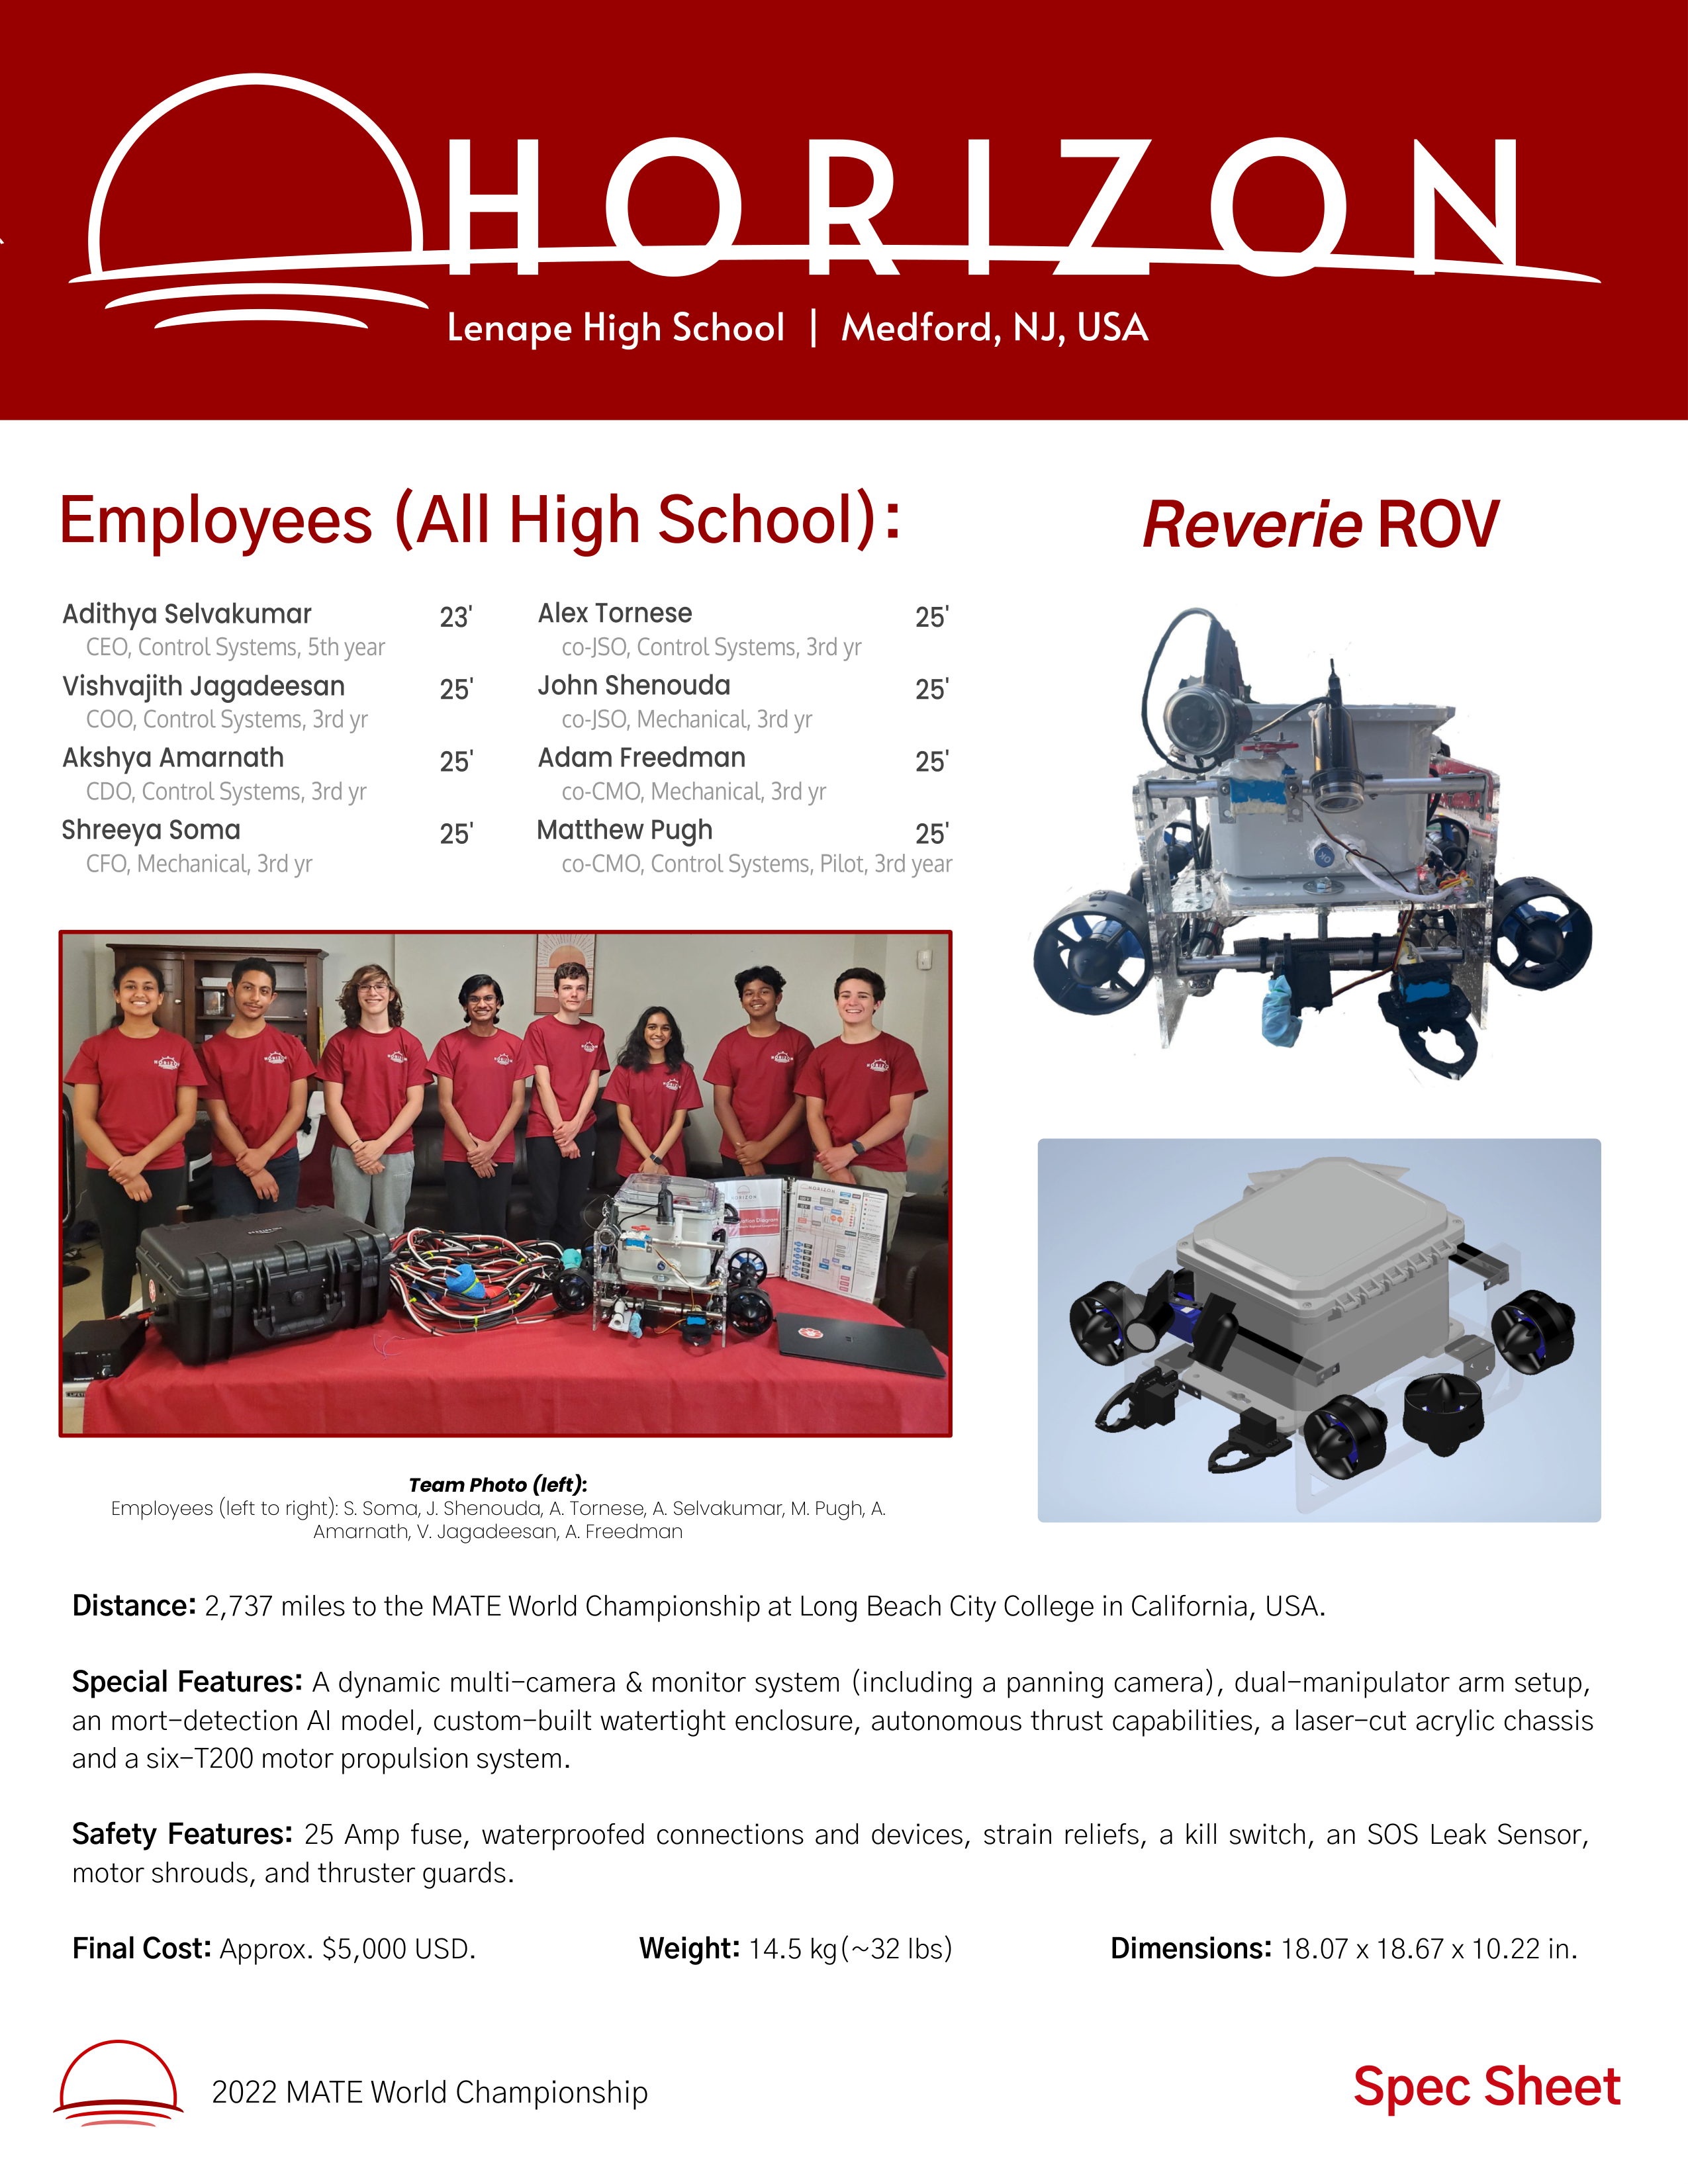 HORIZON
Lenape High School | Medford, NJ, USA
Employees (All High School):
Adithya Selvakumar 23'
CEO, Control Systems, 5th year
Vishvajith Jagadeesan 25'
COO, Control Systems, 3rd yr
Akshya Amarnath 25'
CDO, Control Systems, 3rd yr
Shreeya Soma 25'
CFO, Mechanical, 3rd yr
Alex Tornese 25'
co-JSO, Control Systems, 3rd yr
John Shenouda 25'
co-JSO, Mechanical, 3rd yr
Adam Freedman 25'
co-CMO, Mechanical, 3rd yr
Matthew Pugh 25'
co-CMO, Control Systems, Pilot, 3rd year
Reverie ROV
Team Photo (left):
Employees (left to right): S. Soma, J. Shenouda, A. Tornese, A. Selvakumar, M. Pugh, A.
Amarnath, V. Jagadeesan, A. Freedman
Distance: 2,737 miles to the MATE World Championship at Long Beach City College in California, USA.
Special Features: A dynamic multi-camera & monitor system (including a panning camera), dual-manipulator arm setup,
an mort-detection AI model, custom-built watertight enclosure, autonomous thrust capabilities, a laser-cut acrylic chassis
and a six-T200 motor propulsion system.
Safety Features: 25 Amp fuse, waterproofed connections and devices, strain reliefs, a kill switch, an SOS Leak Sensor,
motor shrouds, and thruster guards.
Final Cost: Approx. $5,000 USD. Weight: 14.5 kg(~32 lbs) Dimensions: 18.07 x 18.67 x 10.22 in.
2022 MATE World Championship
Spec Sheet